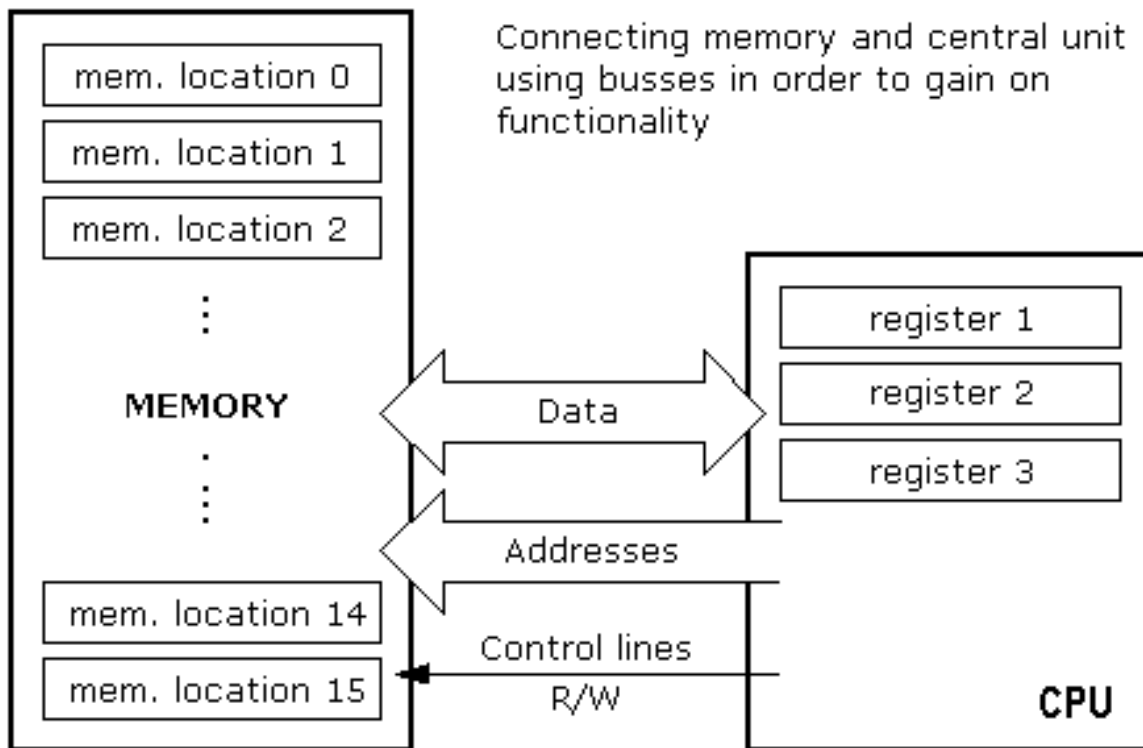 Connecting memory and central unit
using busses in order to gain on
functionality
mem. location 0
mem. location 1
mem. location 2
MEMORY
mem. location 14
mem. location 15
Data
Addresses
Control lines
R/W
register 1
register 2
register 3
CPU